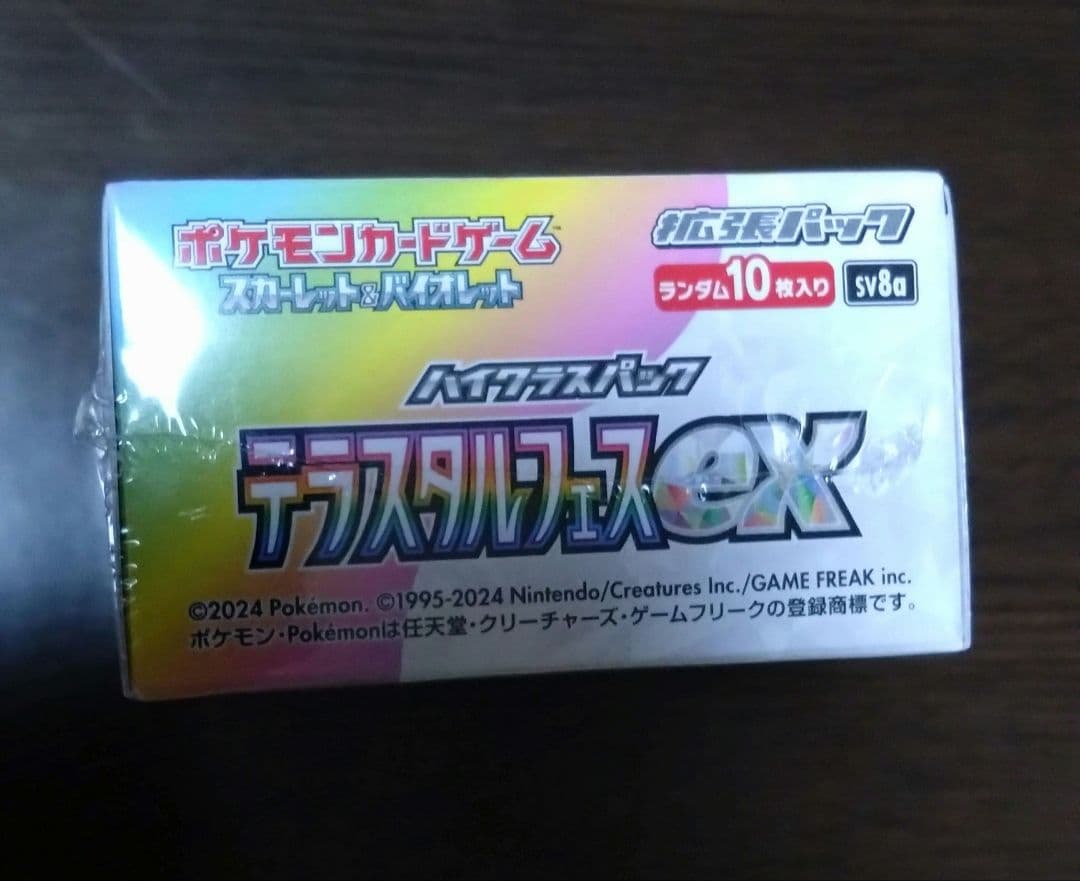 ポケモンカードゲーム™
スカーレット&バイオレット
拡張パック
ランダム10枚入り sv8a
ハイクラスパック
テラスタルフェスex
©2024 Pokémon. ©1995-2024 Nintendo/Creatures Inc./GAME FREAK inc.
ポケモン・Pokémonは任天堂・クリーチャーズ・ゲームフリークの登録商標です。